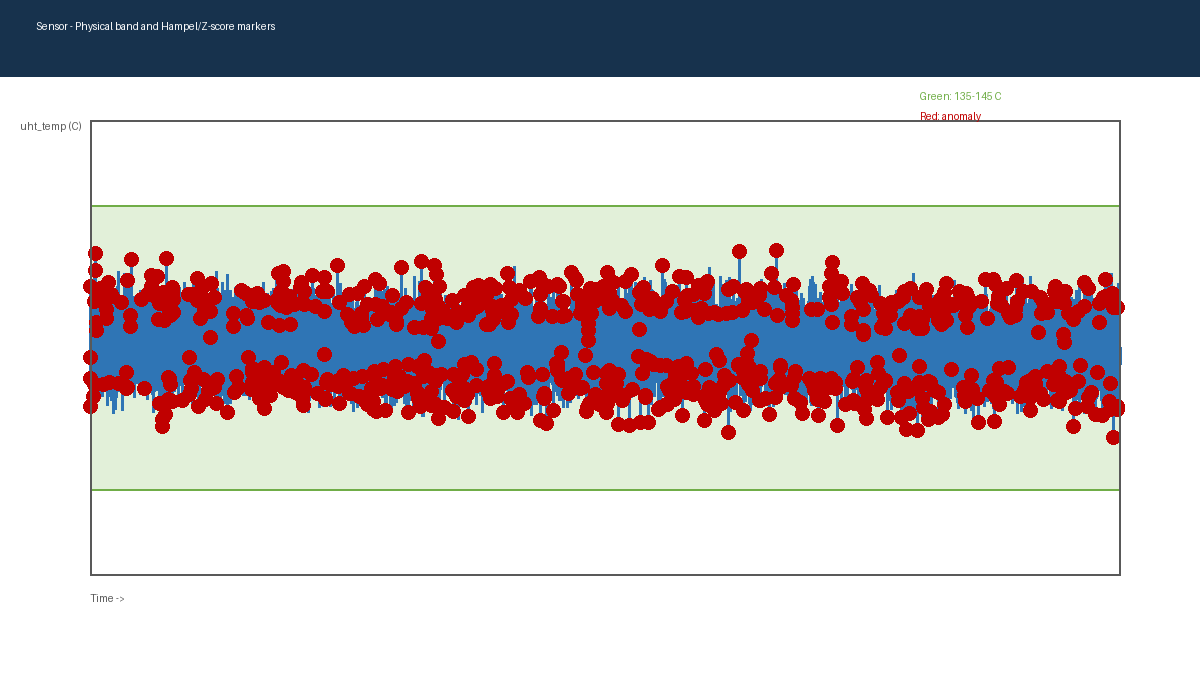 Sensor - Physical band and Hampel/Z-score markers
Green: 135-145 C
Red: anomaly
uht_temp (C)
Time ->